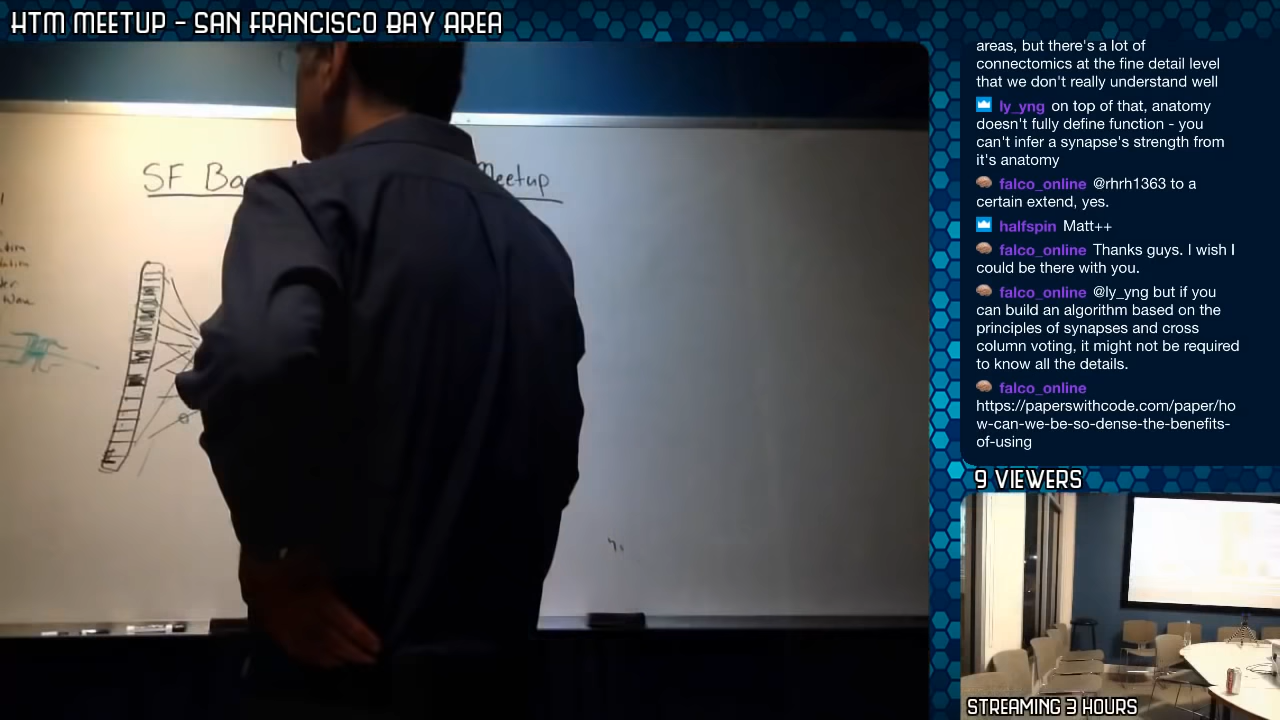 HTM MEETUP - SAN FRANCISCO BAY AREA
SF Ba
Meetup
areas, but there's a lot of
connectomics at the fine detail level
that we don't really understand well
ly_yng on top of that, anatomy
doesn't fully define function - you
can't infer a synapse's strength from
it's anatomy
falco_online @rhrh1363 to a
certain extend, yes.
halfspin Matt++
falco_online Thanks guys. I wish I
could be there with you.
falco_online @ly_yng but if you
can build an algorithm based on the
principles of synapses and cross
column voting, it might not be required
to know all the details.
falco_online
https://paperswithcode.com/paper/ho
w-can-we-be-so-dense-the-benefits-
of-using
9 VIEWERS
STREAMING 3 HOURS